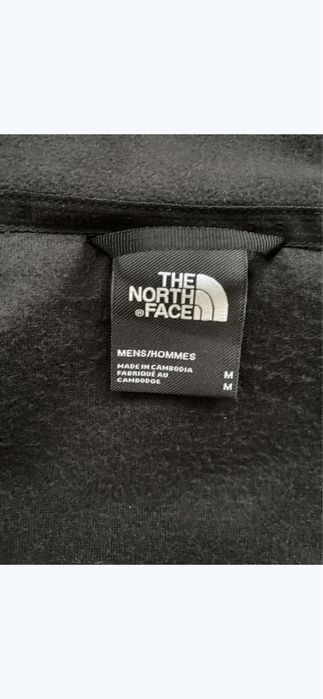 THE
NORTH
®FACE
MENS/HOMMES
MADE IN CAMBODIA M
FABRIQUÉ AU
CAMBODGE M